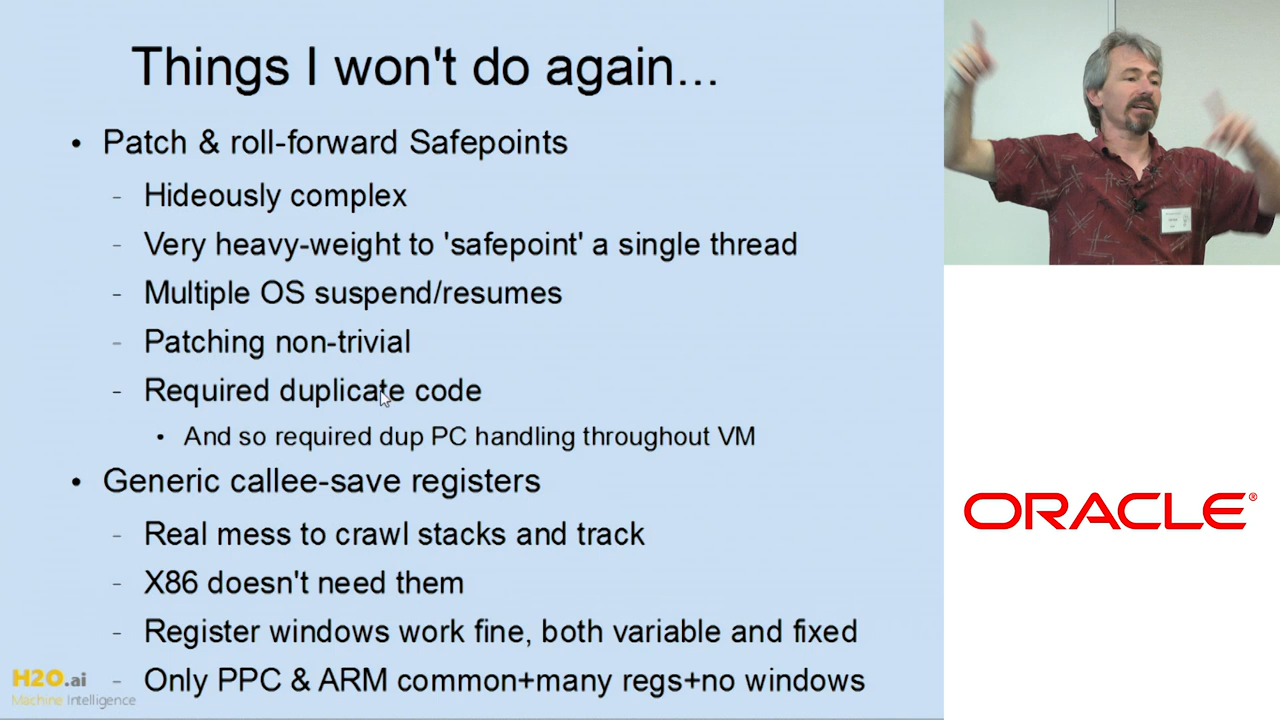 Things I won't do again...
• Patch & roll-forward Safepoints
- Hideously complex
- Very heavy-weight to 'safepoint' a single thread
- Multiple OS suspend/resumes
- Patching non-trivial
- Required duplicate code
• And so required dup PC handling throughout VM
• Generic callee-save registers
- Real mess to crawl stacks and track
- X86 doesn't need them
- Register windows work fine, both variable and fixed
- Only PPC & ARM common+many regs+no windows
H2O.ai
Machine Intelligence
ORACLE®